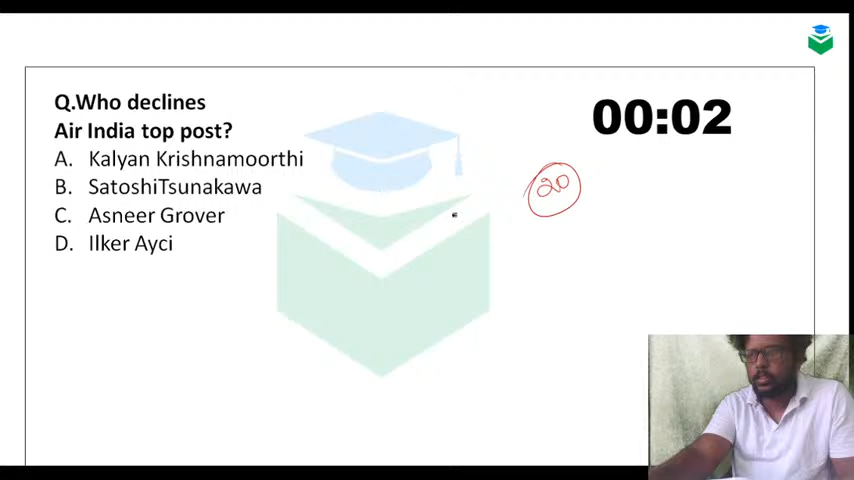 Q.Who declines
Air India top post?
A. Kalyan Krishnamoorthi
B. SatoshiTsunakawa
C. Asneer Grover
D. Ilker Ayci
00:02
20